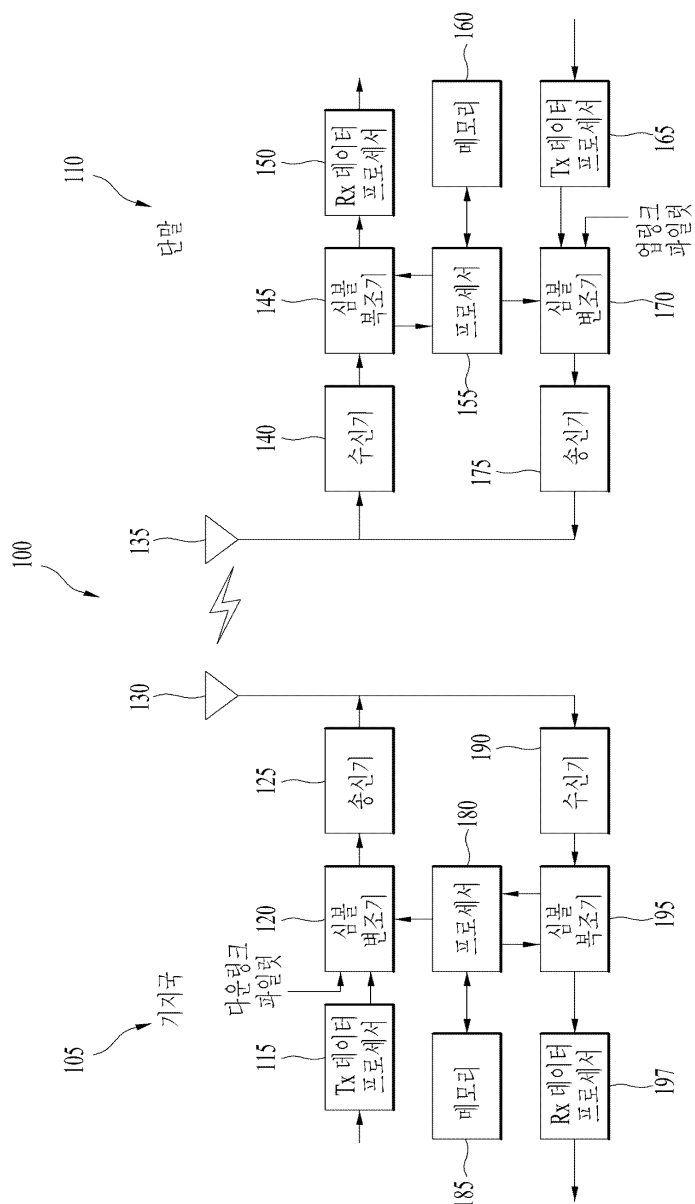 100
105
기지국
110
단말
115
Tx 데이터
프로세서
다운링크
파일럿
120
심볼
변조기
125
송신기
130
135
140
수신기
145
심볼
복조기
150
Rx 데이터
프로세서
185
메모리
180
프로세서
155
프로세서
160
메모리
197
Rx 데이터
프로세서
195
심볼
복조기
190
수신기
175
송신기
170
심볼
변조기
업링크
파일럿
165
Tx 데이터
프로세서